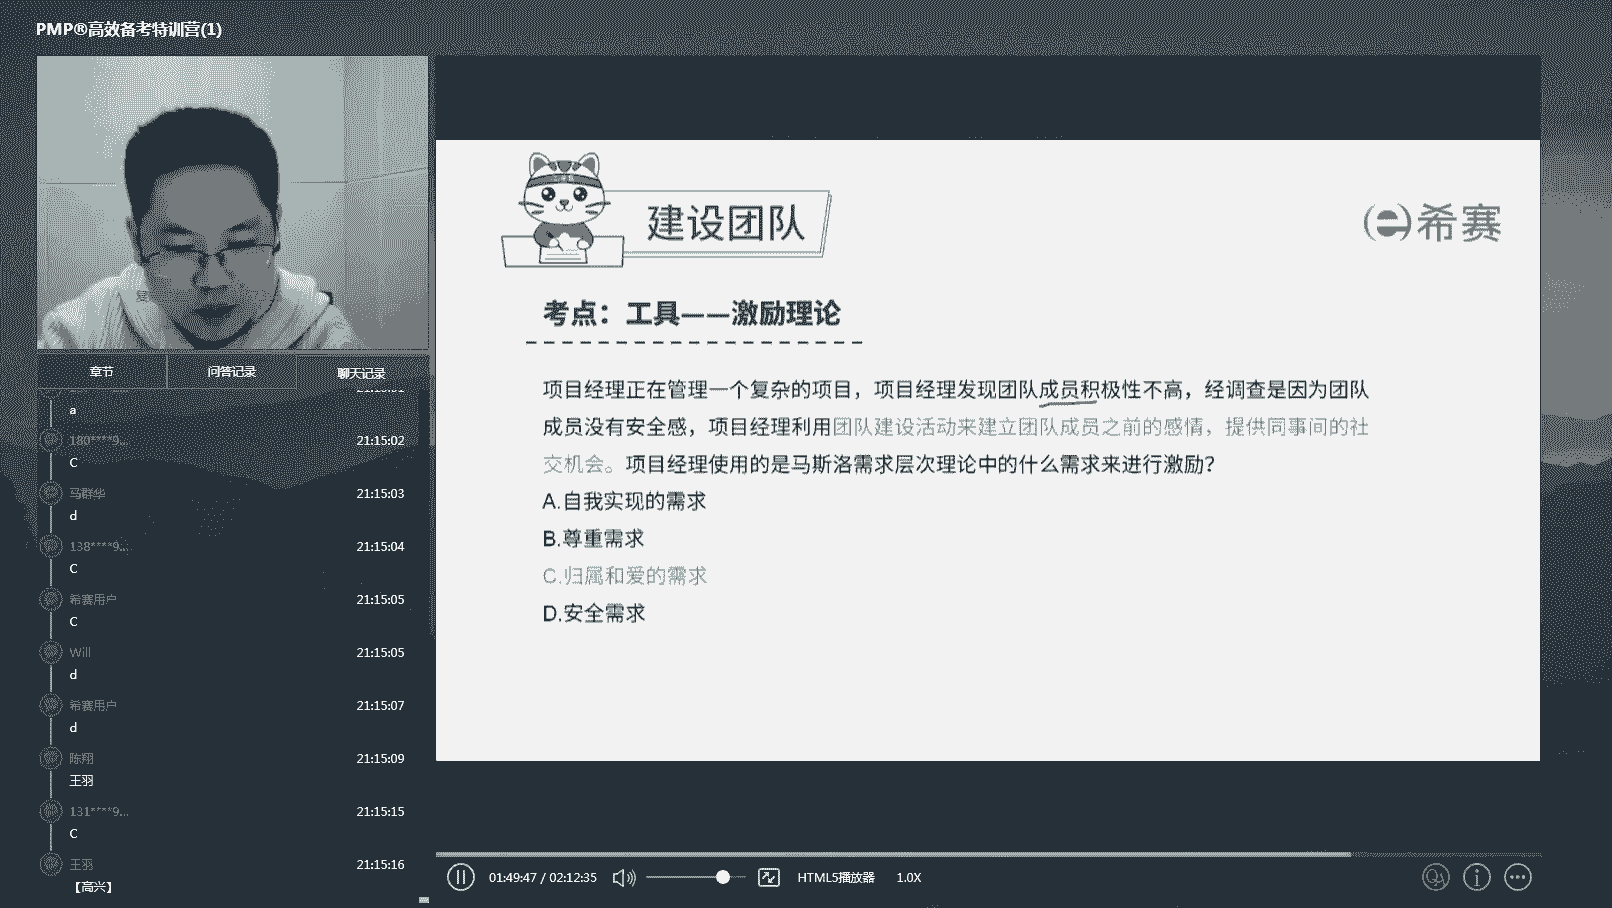 PMP®高效备考特训营(1)
复
章节
问答记录
聊天记录
a
180****9...
21:15:02
C
马群华
21:15:03
d
138****9...
21:15:04
C
希赛用户
21:15:05
C
Will
21:15:05
d
希赛用户
21:15:07
d
陈翔
21:15:09
王羽
131****9...
21:15:15
C
王羽
21:15:16
【高兴】
建设团队
希赛
考点：工具——激励理论
项目经理正在管理一个复杂的项目，项目经理发现团队成员积极性不高，经调查是因为团队
成员没有安全感，项目经理利用团队建设活动来建立团队成员之前的感情，提供同事间的社
交机会。项目经理使用的是马斯洛需求层次理论中的什么需求来进行激励？
A.自我实现的需求
B.尊重需求
C.归属和爱的需求
D.安全需求
01:49:47 / 02:12:35
HTML5播放器
1.0X